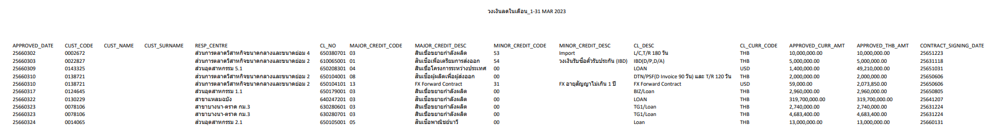 วงเงินลดในเดือน_1-31 MAR 2023
APPROVED_DATE CUST_CODE CUST_NAME CUST_SURNAME RESP_CENTRE CL_NO MAJOR_CREDIT_CODE MAJOR_CREDIT_DESC MINOR_CREDIT_CODE MINOR_CREDIT_DESC CL_DESC CL_CURR_CODE APPROVED_CURR_AMT APPROVED_THB_AMT CONTRACT_SIGNING_DATE
25660302 0002672 ส่วนการตลาดวิสาหกิจขนาดกลางและขนาดย่อม 4 650380701 03 สินเชื่อขยายกำลังผลิต 53 Import L/C,T/R 180 วัน THB 10,000,000.00 10,000,000.00 25651223
25660303 0022827 ส่วนการตลาดวิสาหกิจขนาดกลางและขนาดย่อม 2 610065001 01 สินเชื่อเพื่อเตรียมการส่งออก 54 วงเงินรับซื้อตั๋วรับประกัน (IBD) IBD(D/P,D/A) THB 5,000,000.00 5,000,000.00 25631118
25660309 0143325 ส่วนอุตสาหกรรม 5.1 650208301 04 สินเชื่อโครงการระหว่างประเทศ 00 LOAN USD 1,400,000.00 49,210,000.00 25651031
25660310 0138721 ส่วนการตลาดวิสาหกิจขนาดกลางและขนาดย่อม 2 650104001 08 สินเชื่อผู้ผลิตเพื่อผู้ส่งออก 00 DTN/PSF(D Invoice 90 วัน) และ T/R 120 วัน THB 2,000,000.00 2,000,000.00 25650606
25660310 0138721 ส่วนการตลาดวิสาหกิจขนาดกลางและขนาดย่อม 2 650104101 13 FX Forward Contract 31 FX อายุสัญญาไม่เกิน 1 ปี FX Forward Contract USD 59,000.00 2,073,850.00 25650606
25660317 0124645 ส่วนอุตสาหกรรม 1.1 650179001 03 สินเชื่อขยายกำลังผลิต 00 BIZ/Loan THB 2,960,000.00 2,960,000.00 25650805
25660322 0130229 สาขาแหลมฉบัง 640247201 03 สินเชื่อขยายกำลังผลิต 00 LOAN THB 319,700,000.00 319,700,000.00 25641207
25660323 0078106 สาขาบางนา-ตราด กม.3 630280601 03 สินเชื่อขยายกำลังผลิต 00 TG1/Loan THB 2,740,000.00 2,740,000.00 25631224
25660323 0078106 สาขาบางนา-ตราด กม.3 630280701 03 สินเชื่อขยายกำลังผลิต 00 TG1/Loan THB 4,683,400.00 4,683,400.00 25631224
25660324 0014065 ส่วนอุตสาหกรรม 2.1 650105001 05 สินเชื่อพาณิชย์นาวี 00 Loan THB 13,000,000.00 13,000,000.00 25660131